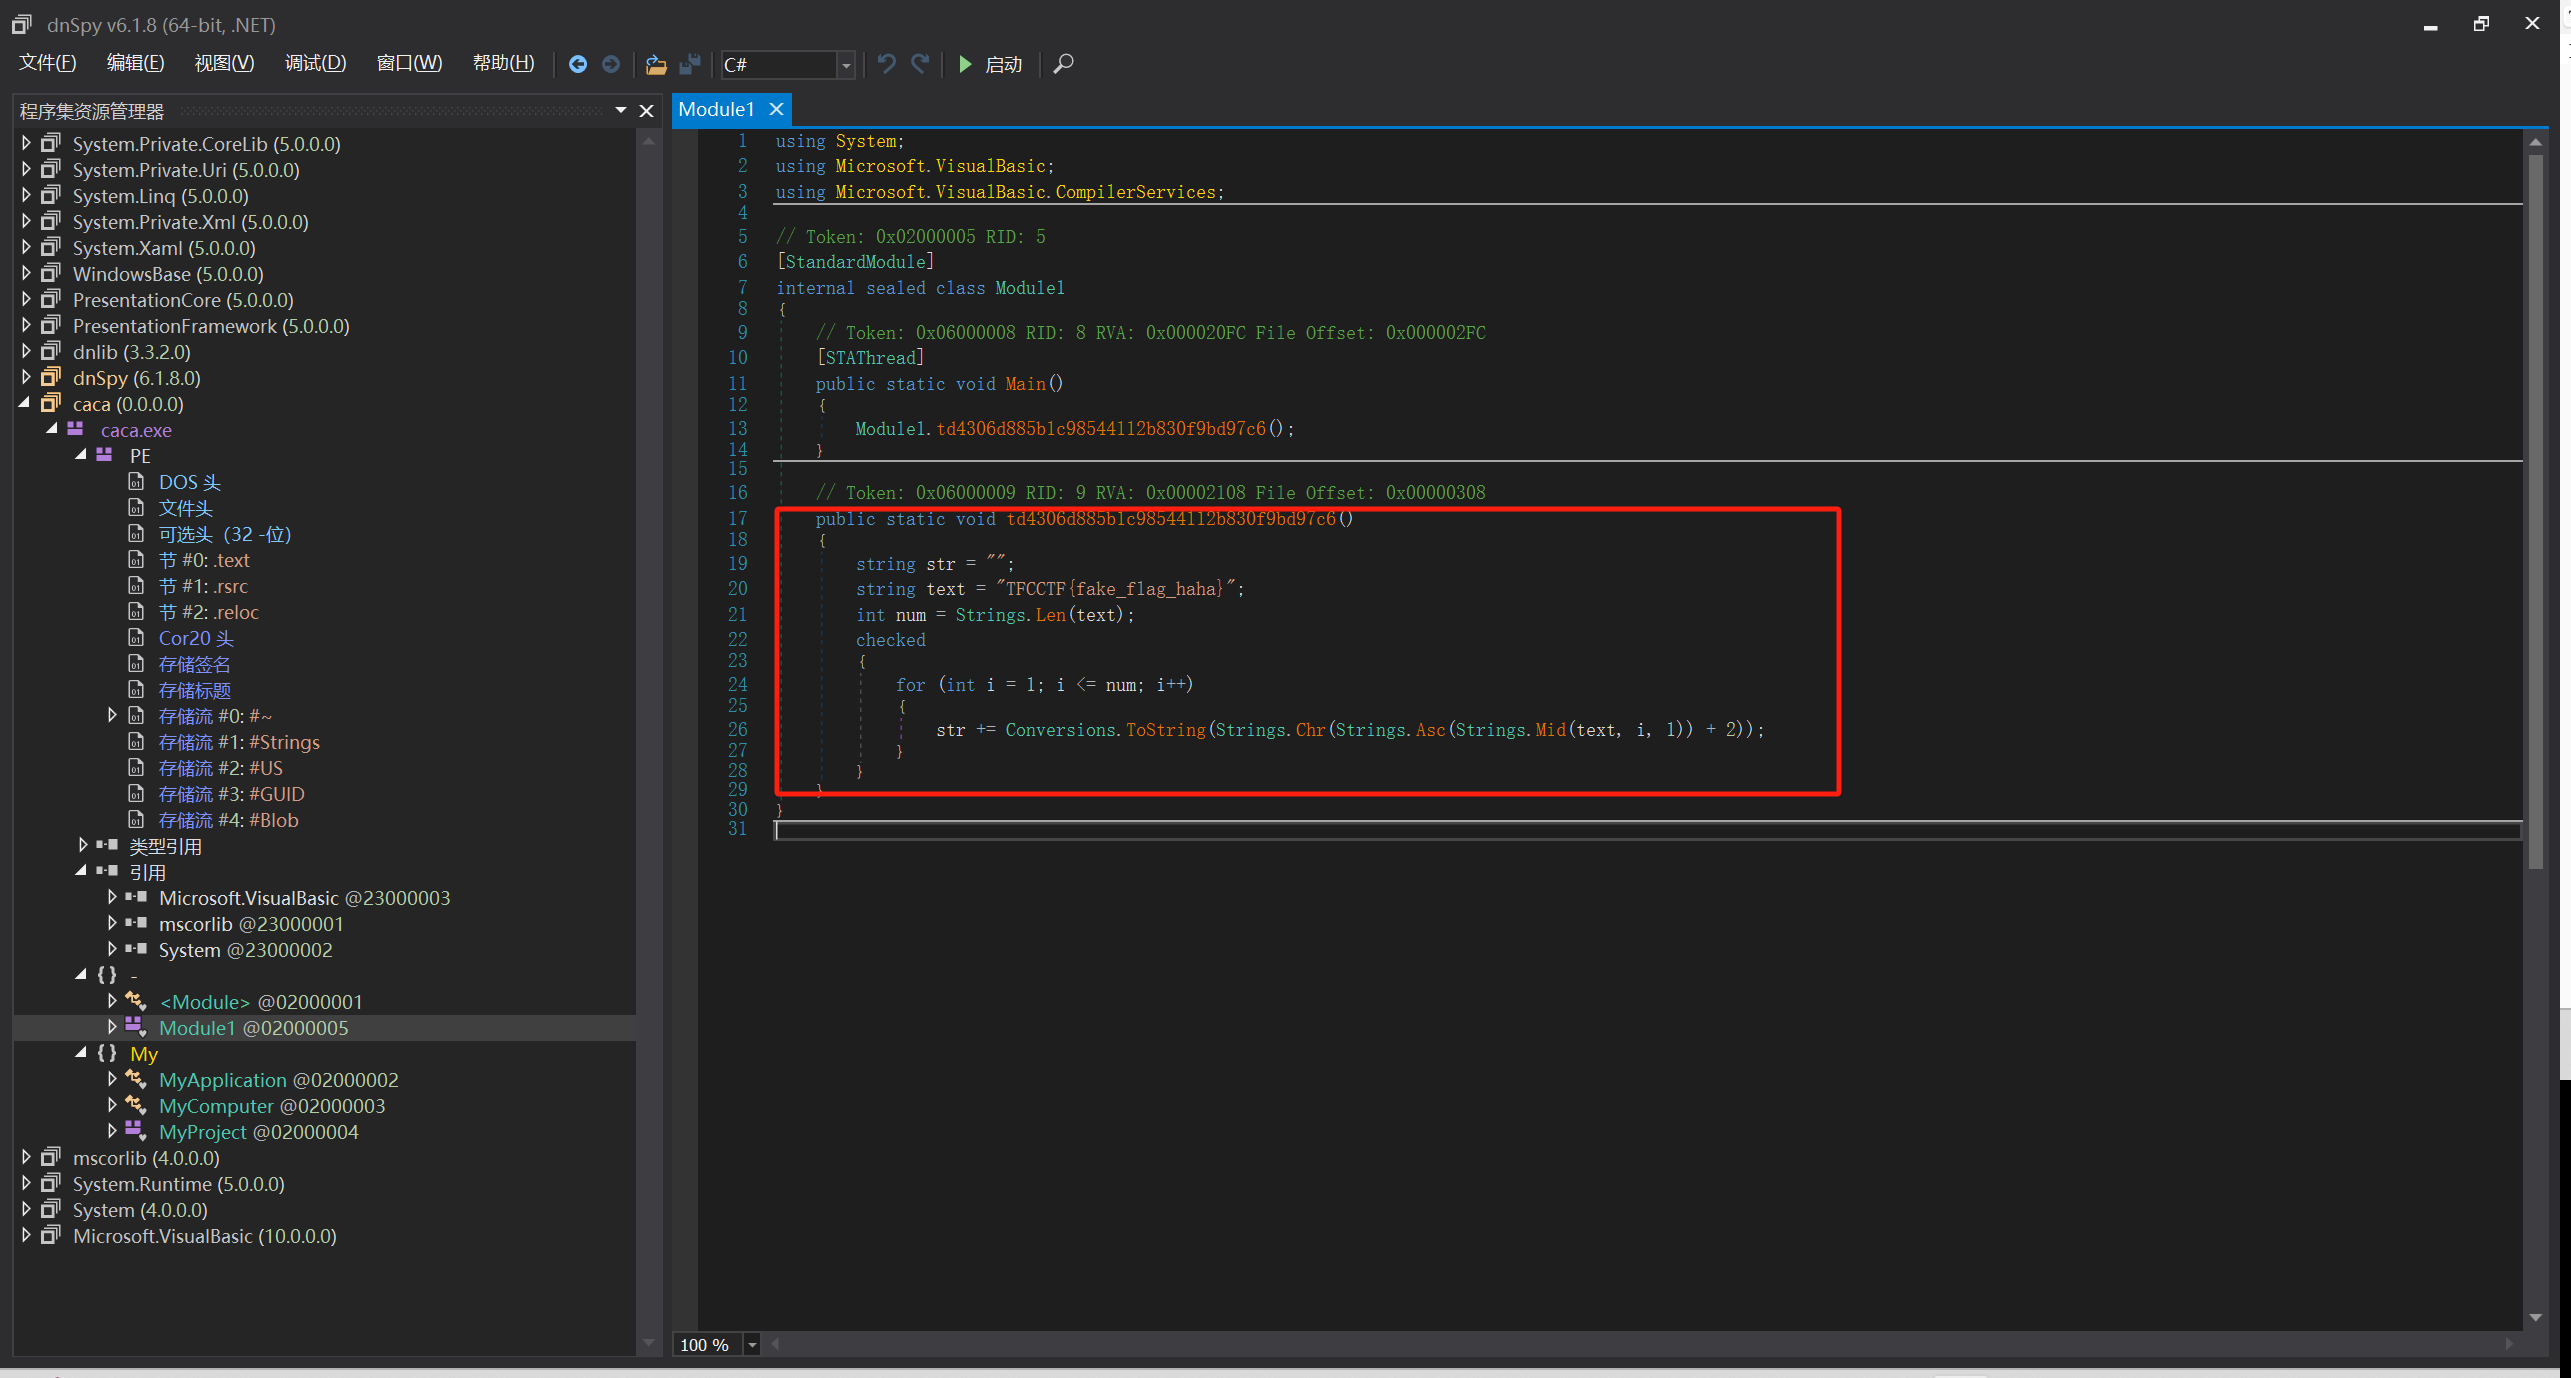 dnSpy v6.1.8 (64-bit, .NET)
文件(F) 编辑(E) 视图(V) 调试(D) 窗口(W) 帮助(H) C# 启动
程序集资源管理器
System.Private.CoreLib (5.0.0.0)
System.Private.Uri (5.0.0.0)
System.Linq (5.0.0.0)
System.Private.Xml (5.0.0.0)
System.Xaml (5.0.0.0)
WindowsBase (5.0.0.0)
PresentationCore (5.0.0.0)
PresentationFramework (5.0.0.0)
dnlib (3.3.2.0)
dnSpy (6.1.8.0)
caca (0.0.0.0)
caca.exe
PE
DOS 头
文件头
可选头 (32 -位)
节 #0: .text
节 #1: .rsrc
节 #2: .reloc
Cor20 头
存储签名
存储标题
存储流 #0: #~
存储流 #1: #Strings
存储流 #2: #US
存储流 #3: #GUID
存储流 #4: #Blob
类型引用
引用
Microsoft.VisualBasic @23000003
mscorlib @23000001
System @23000002
{} -
<Module> @02000001
Module1 @02000005
{} My
MyApplication @02000002
MyComputer @02000003
MyProject @02000004
mscorlib (4.0.0.0)
System.Runtime (5.0.0.0)
System (4.0.0.0)
Microsoft.VisualBasic (10.0.0.0)
Module1
1 using System;
2 using Microsoft.VisualBasic;
3 using Microsoft.VisualBasic.CompilerServices;
4
5 // Token: 0x02000005 RID: 5
6 [StandardModule]
7 internal sealed class Module1
8 {
9 // Token: 0x06000008 RID: 8 RVA: 0x000020FC File Offset: 0x000002FC
10 [STAThread]
11 public static void Main()
12 {
13 Module1.td4306d885b1c98544112b830f9bd97c6();
14 }
15
16 // Token: 0x06000009 RID: 9 RVA: 0x00002108 File Offset: 0x00000308
17 public static void td4306d885b1c98544112b830f9bd97c6()
18 {
19 string str = "";
20 string text = "TFCCTF{fake_flag_haha}";
21 int num = Strings.Len(text);
22 checked
23 {
24 for (int i = 1; i <= num; i++)
25 {
26 str += Conversions.ToString(Strings.Chr(Strings.Asc(Strings.Mid(text, i, 1)) + 2));
27 }
28 }
29 }
30 }
31
100 %